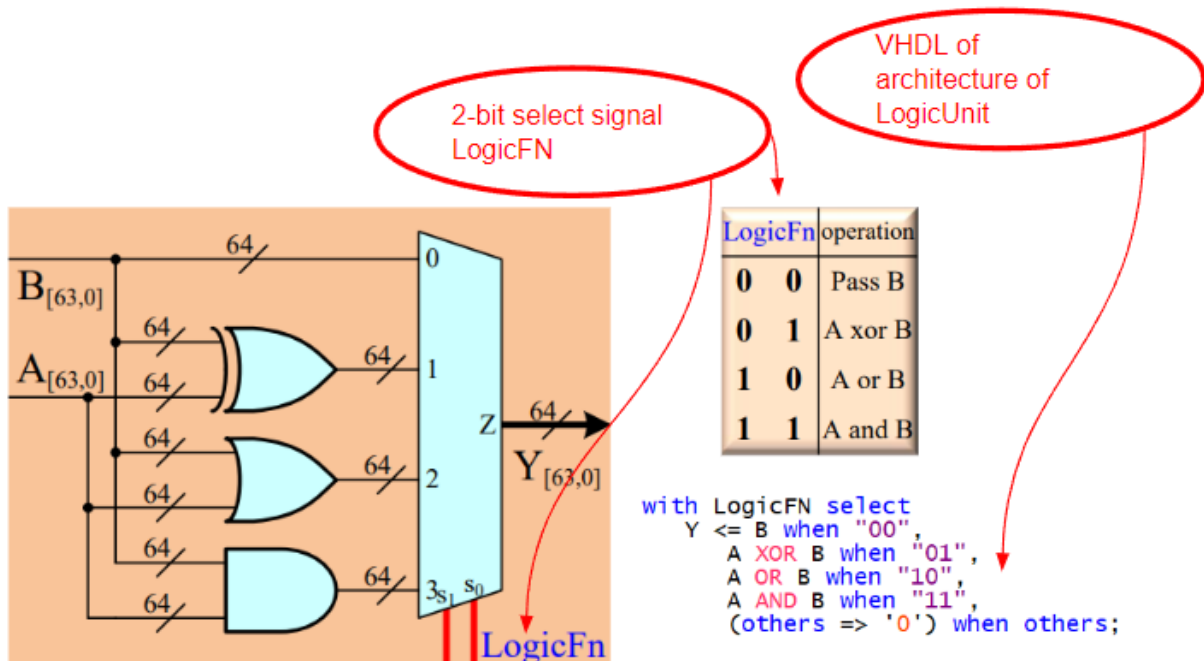 2-bit select signal
LogicFN
VHDL of
architecture of
LogicUnit
B[63,0]
A[63,0]
64
64
64
64
64
64
64
64
64
64
0
1
2
3
s1 s0
Z
64
Y[63,0]
LogicFn
LogicFn operation
0 0 Pass B
0 1 A xor B
1 0 A or B
1 1 A and B
with LogicFN select
Y <= B when "00",
A XOR B when "01",
A OR B when "10",
A AND B when "11",
(others => '0') when others;